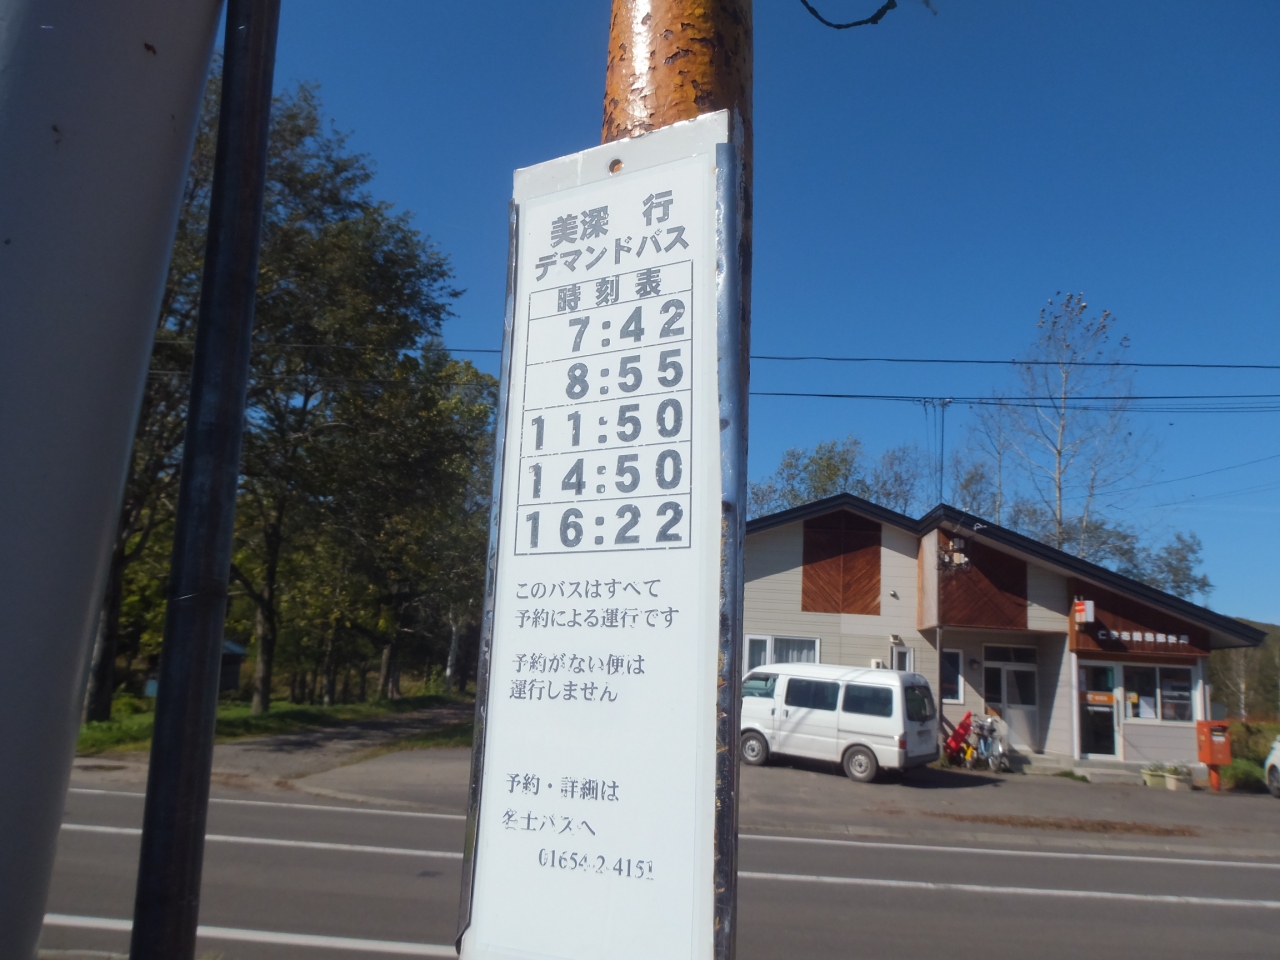 美深 行
デマンドバス
時刻表
7:42
8:55
11:50
14:50
16:22
このバスはすべて
予約による運行です
予約がない便は
運行しません
予約・詳細は
名士バスへ
01654-2-4151